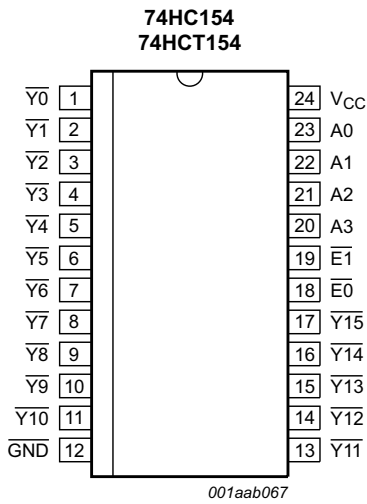 74HC154
74HCT154
Y0 1 24 VCC
Y1 2 23 A0
Y2 3 22 A1
Y3 4 21 A2
Y4 5 20 A3
Y5 6 19 E1
Y6 7 18 E0
Y7 8 17 Y15
Y8 9 16 Y14
Y9 10 15 Y13
Y10 11 14 Y12
GND 12 13 Y11
001aab067